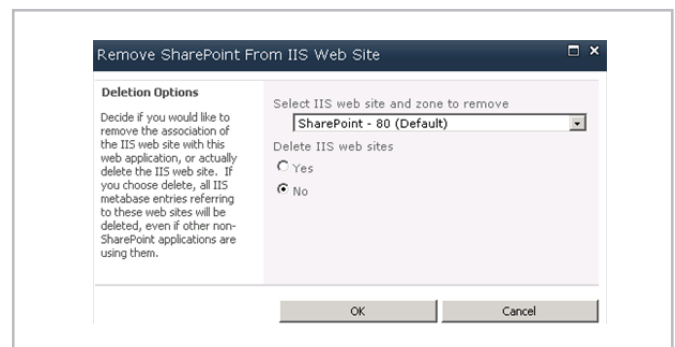 Remove SharePoint From IIS Web Site
Deletion Options
Decide if you would like to
remove the association of
the IIS web site with this
web application, or actually
delete the IIS web site. If
you choose delete, all IIS
metabase entries referring
to these web sites will be
deleted, even if other non-
SharePoint applications are
using them.
Select IIS web site and zone to remove
SharePoint - 80 (Default)
Delete IIS web sites
Yes
No
OK
Cancel